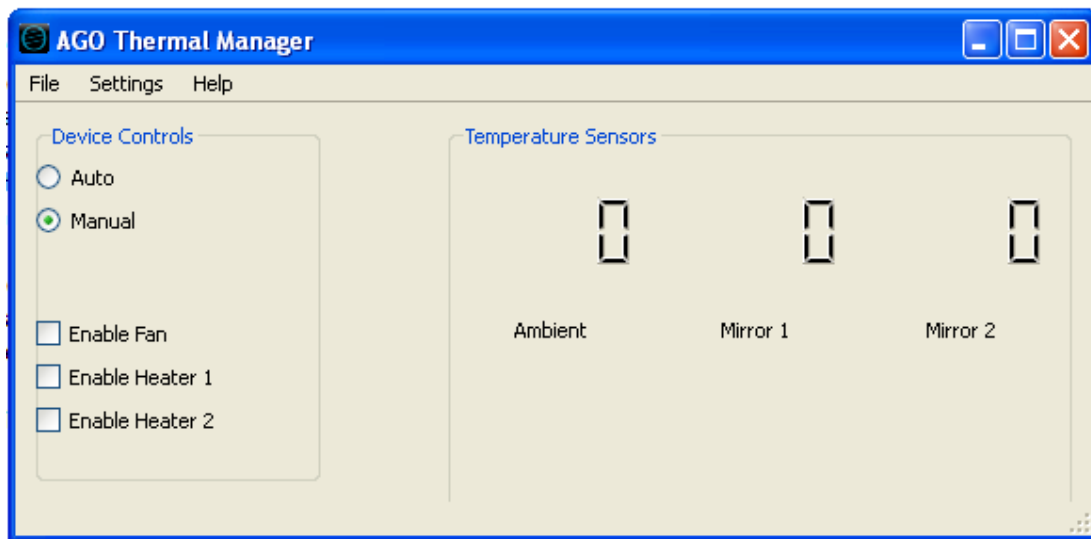 AGO Thermal Manager
File Settings Help
Device Controls
Auto
Manual
Enable Fan
Enable Heater 1
Enable Heater 2
Temperature Sensors
0 0 0
Ambient Mirror 1 Mirror 2